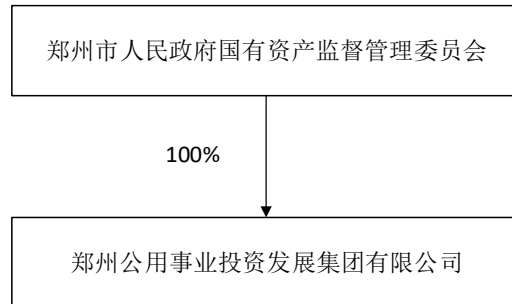 郑州市人民政府国有资产监督管理委员会
100%
郑州公用事业投资发展集团有限公司